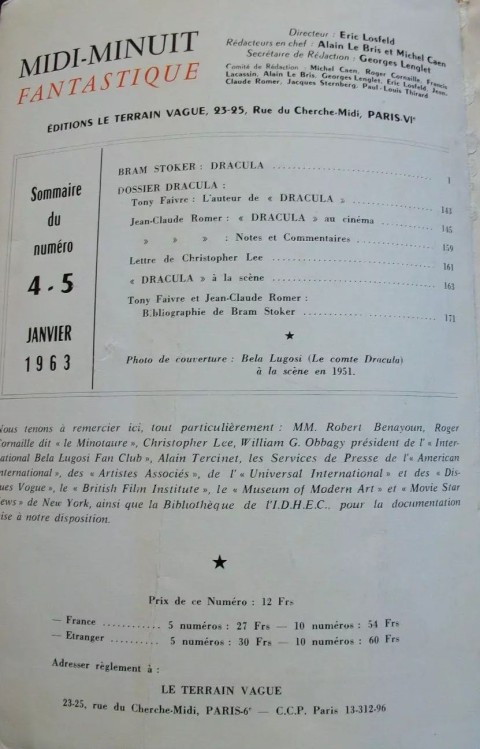 MIDI-MINUIT
FANTASTIQUE
Directeur : Eric Losfeld
Rédacteurs en chef : Alain Le Bris et Michel Caen
Secrétaire de Rédaction : Georges Lenglet
Comité de Rédaction : Michel Caen, Roger Cornaille, Francis
Lacassin, Alain Le Bris, Georges Lenglet, Eric Losfeld, Jean-
Claude Romer, Jacques Sternberg, Paul-Louis Thirard
ÉDITIONS LE TERRAIN VAGUE, 23-25, Rue du Cherche-Midi, PARIS-VIe
Sommaire
du
numéro
4-5
JANVIER
1963
BRAM STOKER : DRACULA ........ 1
DOSSIER DRACULA :
Tony Faivre : L'auteur de « DRACULA » ........ 143
Jean-Claude Romer : « DRACULA » au cinéma ........ 145
» » » : Notes et Commentaires ........ 159
Lettre de Christopher Lee ........ 161
« DRACULA » à la scène ........ 163
Tony Faivre et Jean-Claude Romer :
Bibliographie de Bram Stoker ........ 171
★
Photo de couverture : Bela Lugosi (Le comte Dracula)
à la scène en 1951.
Nous tenons à remercier ici, tout particulièrement : MM. Robert Benayoun, Roger
Cornaille dit « le Minotaure », Christopher Lee, William G. Obbagy président de l'« Inter-
national Bela Lugosi Fan Club », Alain Tercinet, les Services de Presse de l'« American
International », des « Artistes Associés », de l'« Universal International » et des « Dis-
ques Vogue », le « British Film Institute », le « Museum of Modern Art » et « Movie Star
News » de New York, ainsi que la Bibliothèque de l'I.D.H.E.C.. pour la documentation
mise à notre disposition.
★
Prix de ce Numéro : 12 Frs
— France ........... 5 numéros : 27 Frs — 10 numéros : 54 Frs
— Etranger .......... 5 numéros : 30 Frs — 10 numéros : 60 Frs
Adresser règlement à :
LE TERRAIN VAGUE
23-25, rue du Cherche-Midi, PARIS-6e — C.C.P. Paris 13-312-96